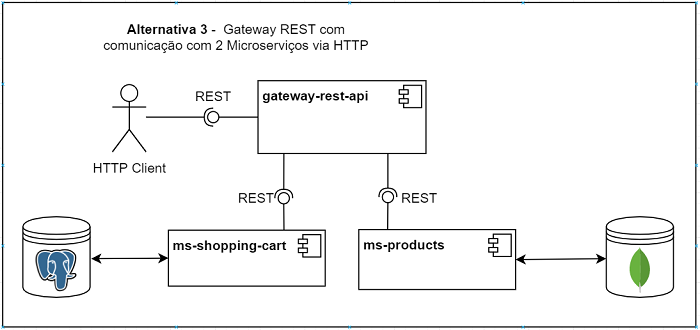 Alternativa 3 - Gateway REST com
comunicação com 2 Microserviços via HTTP
REST
gateway-rest-api
HTTP Client
REST
REST
ms-shopping-cart
ms-products